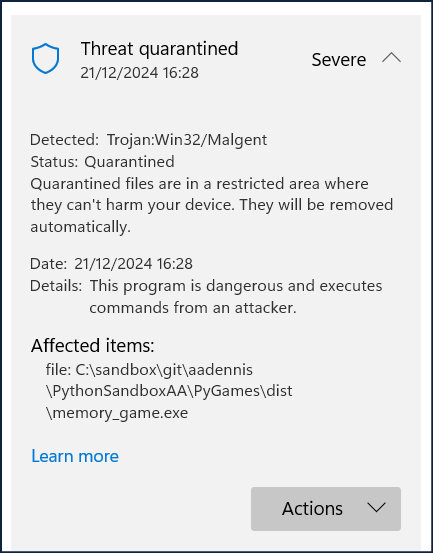 Threat quarantined
21/12/2024 16:28
Severe
Detected: Trojan:Win32/Malgent
Status: Quarantined
Quarantined files are in a restricted area where
they can't harm your device. They will be removed
automatically.
Date: 21/12/2024 16:28
Details: This program is dangerous and executes
commands from an attacker.
Affected items:
file: C:\sandbox\git\aadennis
\PythonSandboxAA\PyGames\dist
\memory_game.exe
Learn more
Actions